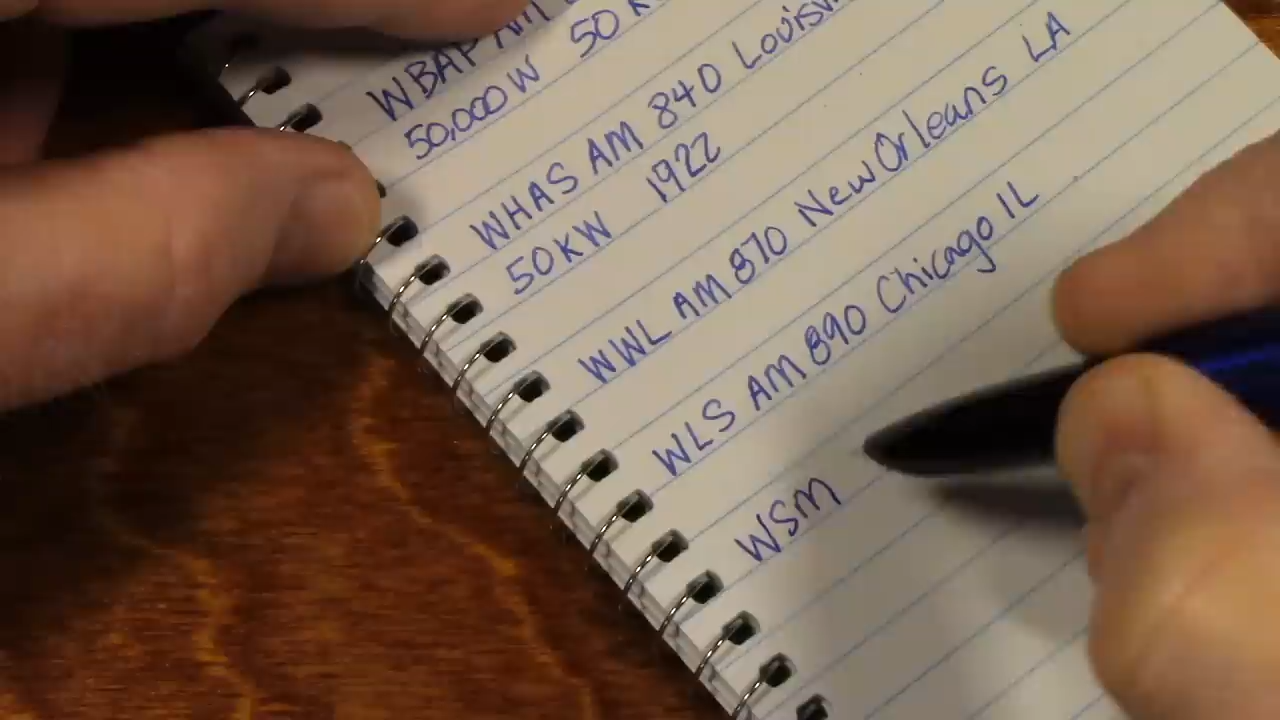 WBAP AM
50,000W 50 K
WHAS AM 840 Louisv
50KW 1922
WWL AM 870 New Orleans LA
WLS AM 890 Chicago IL
WSM